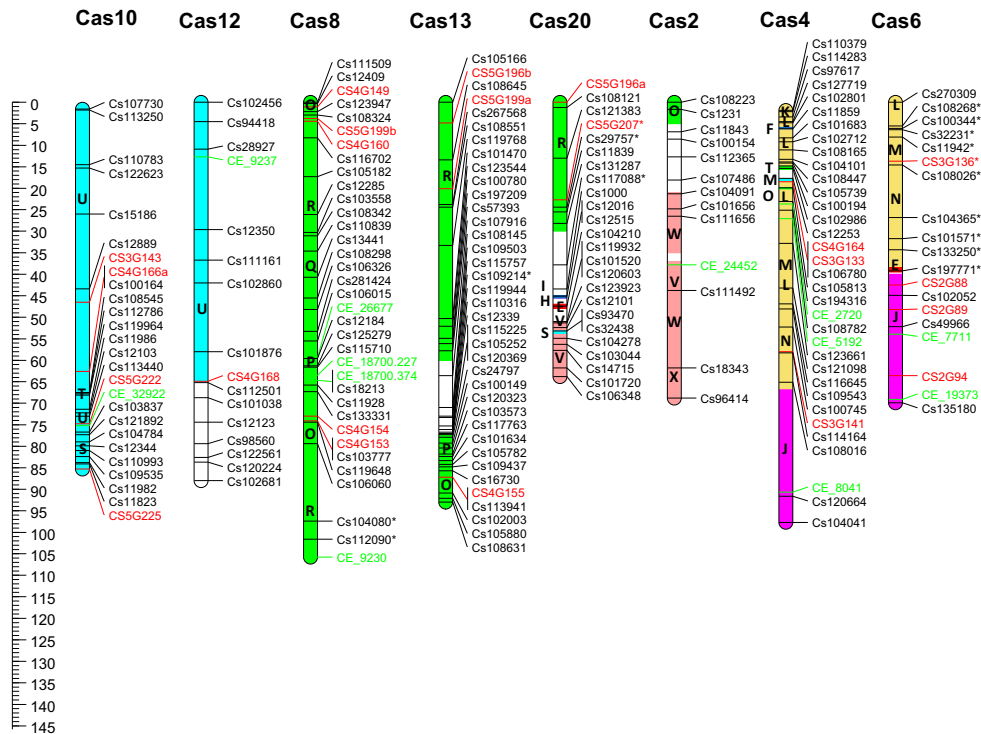 Cas10
Cas12
Cas8
Cas13
Cas20
Cas2
Cas4
Cas6
0
5
10
15
20
25
30
35
40
45
50
55
60
65
70
75
80
85
90
95
100
105
110
115
120
125
130
135
140
145
Cs107730
Cs113250
Cs110783
Cs122623
Cs15186
Cs12889
CS3G143
CS4G166a
Cs100164
Cs108545
Cs112786
Cs119964
Cs11986
Cs12103
Cs113440
CS5G222
CE_32922
Cs103837
Cs121892
Cs104784
Cs12344
Cs110993
Cs109535
Cs11982
Cs11823
CS5G225
U
T
U
S
Cs102456
Cs94418
Cs28927
CE_9237
Cs12350
Cs111161
Cs102860
Cs101876
CS4G168
Cs112501
Cs101038
Cs12123
Cs98560
Cs122561
Cs120224
Cs102681
U
Cs111509
Cs12409
CS4G149
Cs123947
Cs108324
CS5G199b
CS4G160
Cs116702
Cs105182
Cs12285
Cs103558
Cs108342
Cs110839
Cs13441
Cs108298
Cs106326
Cs281424
Cs106015
CE_26677
Cs12184
Cs125279
Cs115710
CE_18700.227
CE_18700.374
Cs18213
Cs11928
Cs133331
CS4G154
CS4G153
Cs103777
Cs119648
Cs106060
Cs104080*
Cs112090*
CE_9230
O
R
Q
P
O
R
Cs105166
CS5G196b
Cs108645
CS5G199a
Cs267568
Cs108551
Cs119768
Cs101470
Cs123544
Cs100780
Cs197209
Cs57393
Cs107916
Cs108145
Cs109503
Cs115757
Cs109214*
Cs119944
Cs110316
Cs12339
Cs115225
Cs105252
Cs120369
Cs24797
Cs100149
Cs120323
Cs103573
Cs117763
Cs101634
Cs105782
Cs109437
Cs16730
CS4G155
Cs113941
Cs102003
Cs105880
Cs108631
R
P
O
CS5G196a
Cs108121
Cs121383
CS5G207*
Cs29757*
Cs11839
Cs131287
Cs117088*
Cs1000
Cs12016
Cs12515
Cs104210
Cs119932
Cs101520
Cs120603
Cs123923
Cs12101
Cs93470
Cs32438
Cs104278
Cs103044
Cs14715
Cs101720
Cs106348
R
I
H
E
V
S
V
Cs108223
Cs1231
Cs11843
Cs100154
Cs112365
Cs107486
Cs104091
Cs101656
Cs111656
CE_24452
Cs111492
Cs18343
Cs96414
O
W
V
W
X
Cs110379
Cs114283
Cs97617
Cs127719
Cs102801
Cs11859
Cs101683
Cs102712
Cs108165
Cs104101
Cs108447
Cs105739
Cs100194
Cs102986
Cs12253
CS4G164
CS3G133
Cs106780
Cs105813
Cs194316
CE_2720
Cs108782
CE_5192
Cs123661
Cs121098
Cs116645
Cs109543
Cs100745
CS3G141
Cs114164
Cs108016
CE_8041
Cs120664
Cs104041
K
L
F
L
T
M
O
L
M
L
N
J
Cs270309
Cs108268*
Cs100344*
Cs32231*
Cs11942*
CS3G136*
Cs108026*
Cs104365*
Cs101571*
Cs133250*
Cs197771*
CS2G88
Cs102052
CS2G89
Cs49966
CE_7711
CS2G94
CE_19373
Cs135180
L
M
N
E
J